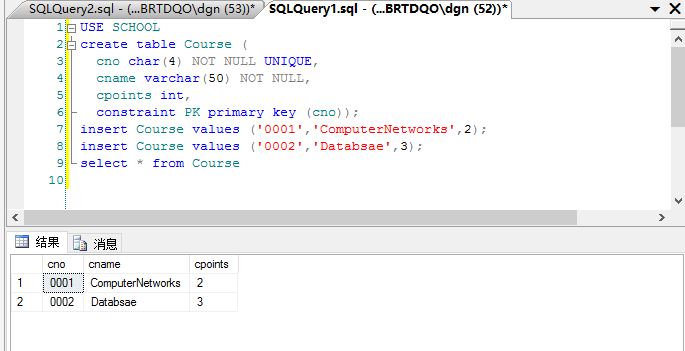 SQLQuery2.sql - (...BRTDQO\dgn (53))* SQLQuery1.sql - (...BRTDQO\dgn (52))*
1 USE SCHOOL
2 create table Course (
3 cno char(4) NOT NULL UNIQUE,
4 cname varchar(50) NOT NULL,
5 cpoints int,
6 constraint PK primary key (cno));
7 insert Course values ('0001','ComputerNetworks',2);
8 insert Course values ('0002','Databsae',3);
9 select * from Course
10
结果 消息
cno cname cpoints
1 0001 ComputerNetworks 2
2 0002 Databsae 3